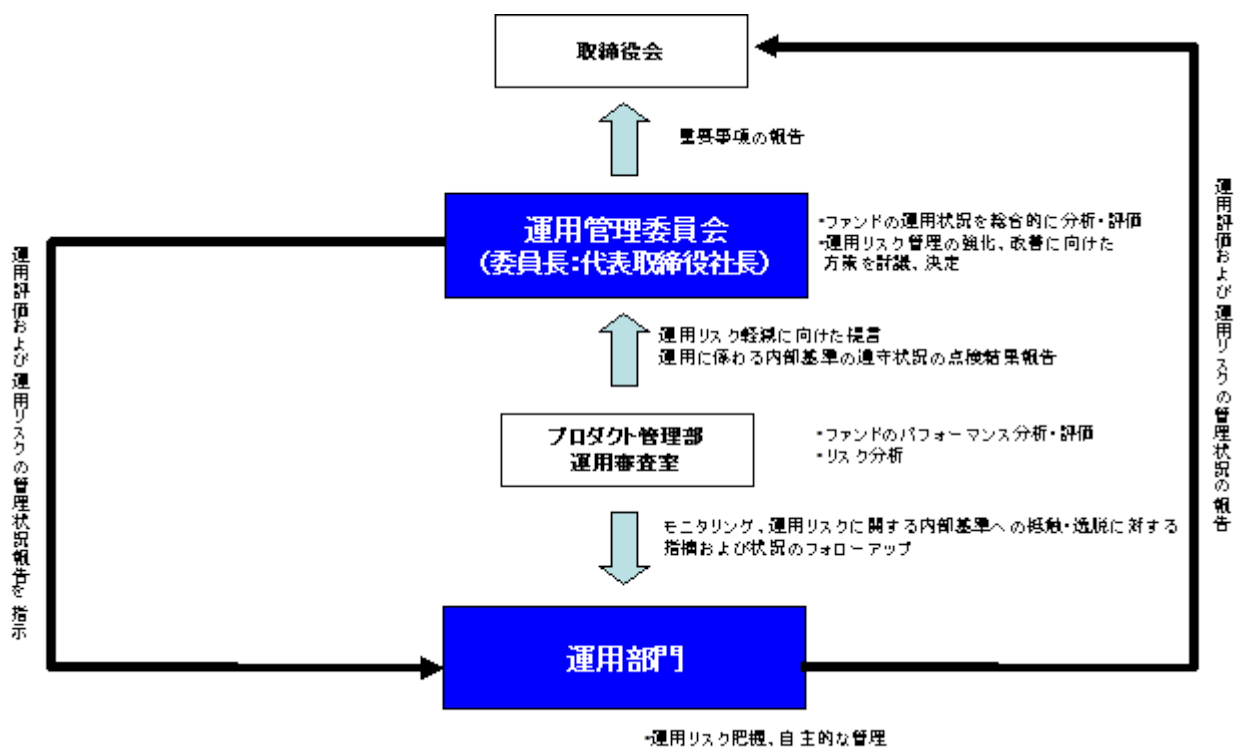 取締役会
重要事項の報告
運用管理委員会
(委員長:代表取締役社長)
・ファンドの運用状況を総合的に分析・評価
・運用リスク管理の強化、改善に向けた
方策を討議、決定
運用リスク軽減に向けた提言
運用に係わる内部基準の遵守状況の点検結果報告
プロダクト管理部
運用審査室
・ファンドのパフォーマンス分析・評価
・リスク分析
モニタリング、運用リスクに関する内部基準への抵触・逸脱に対する
指摘および状況のフォローアップ
運用部門
・運用リスク把握、自主的な管理
運用評価および運用リスクの管理状況報告を指示
運用評価および運用リスクの管理状況の報告